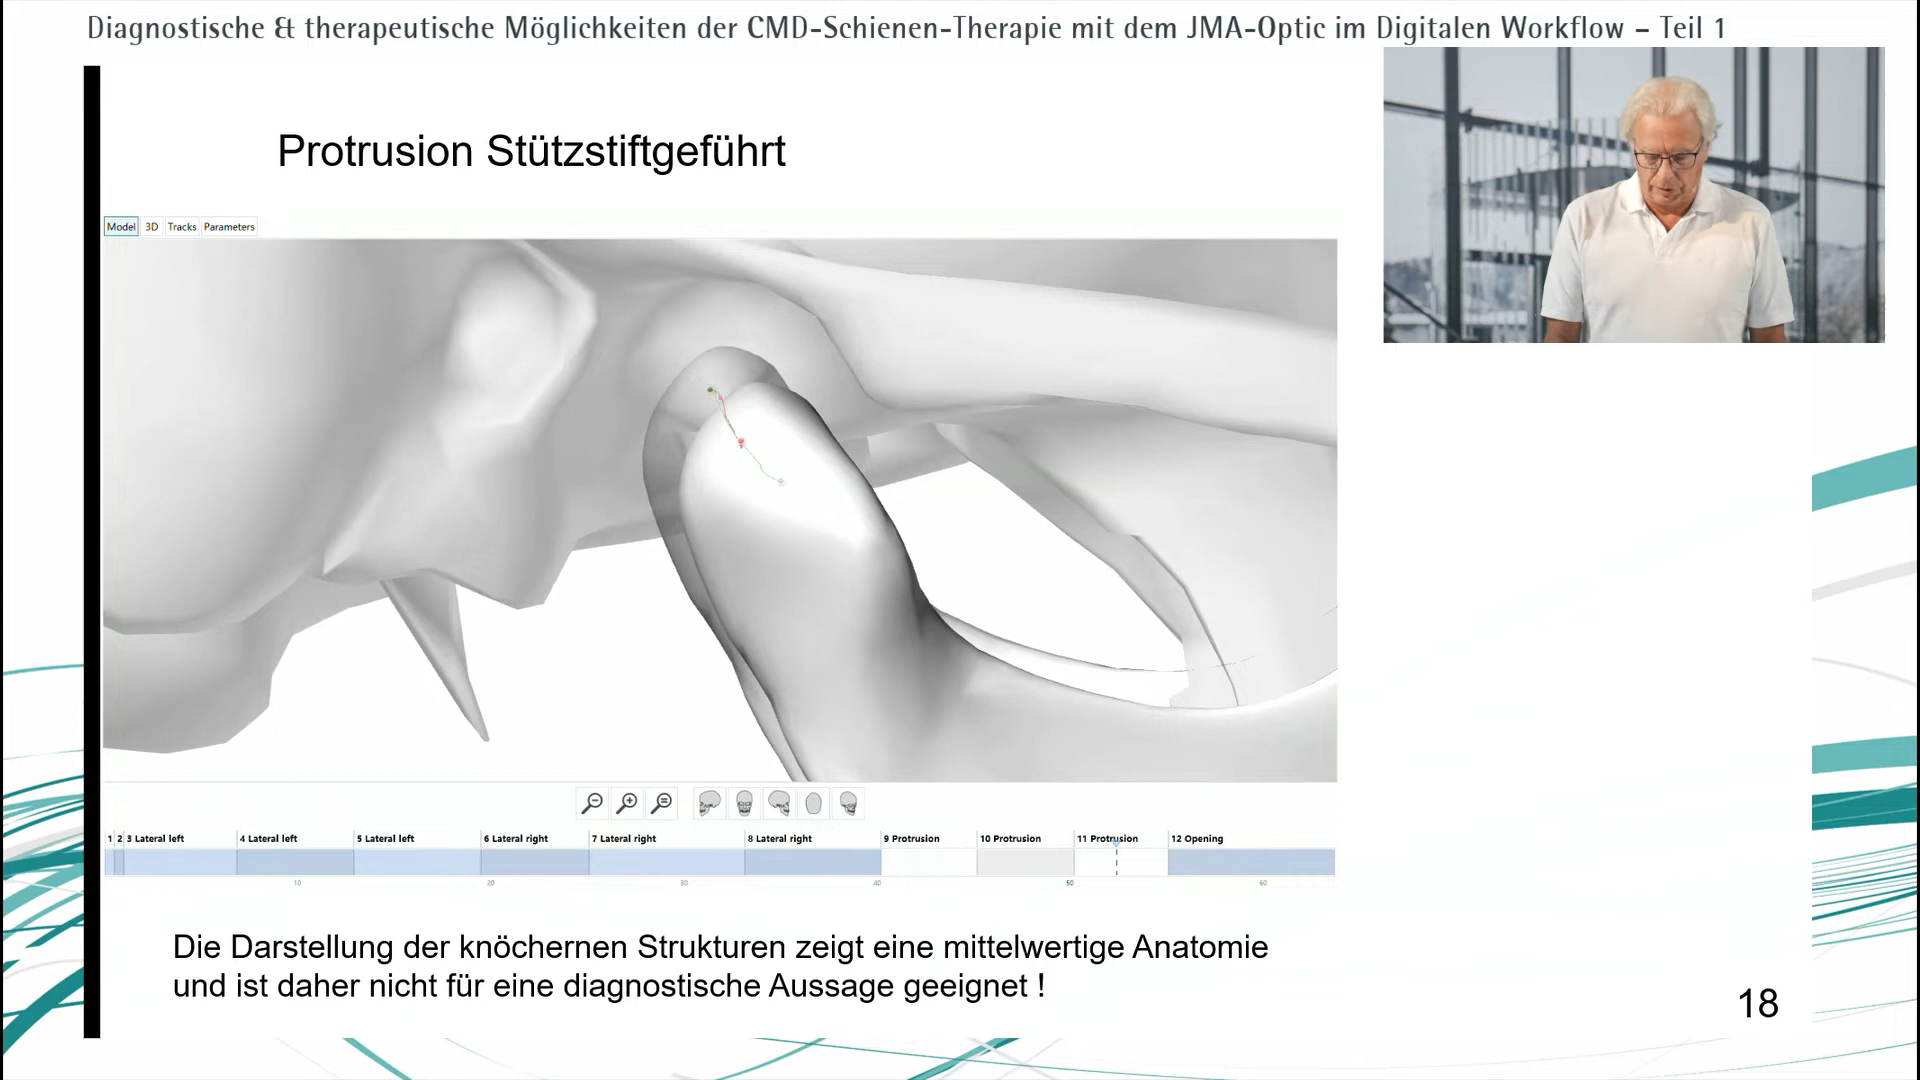 Diagnostische & therapeutische Möglichkeiten der CMD-Schienen-Therapie mit dem JMA-Optic im Digitalen Workflow – Teil 1
Protrusion Stützstiftgeführt
Model 3D Tracks Parameters
1 2 3 Lateral left 4 Lateral left 5 Lateral left 6 Lateral right 7 Lateral right 8 Lateral right 9 Protrusion 10 Protrusion 11 Protrusion 12 Opening
10 20 30 40 50 60
Die Darstellung der knöchernen Strukturen zeigt eine mittelwertige Anatomie
und ist daher nicht für eine diagnostische Aussage geeignet !
18